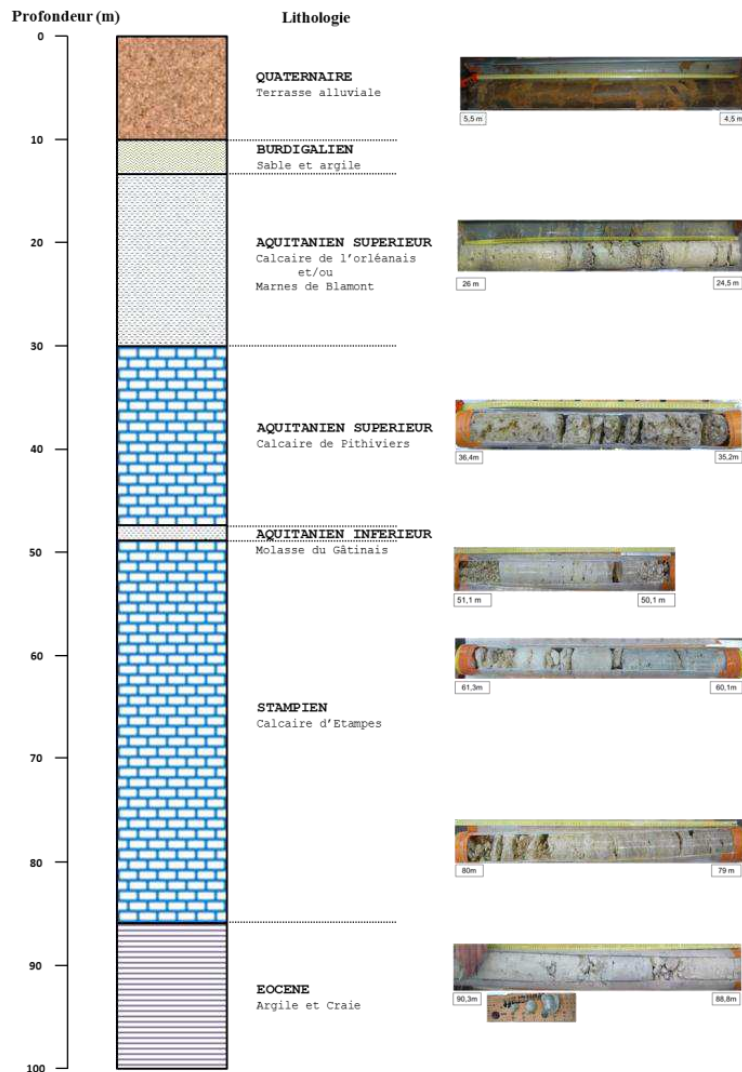 Profondeur (m)
Lithologie
0
QUATERNAIRE
Terrasse alluviale
5,5 m
4,5 m
10
BURDIGALIEN
Sable et argile
20
AQUITANIEN SUPERIEUR
Calcaire de l'orléanais
et/ou
Marnes de Blamont
26 m
24,5 m
30
AQUITANIEN SUPERIEUR
Calcaire de Pithiviers
40
36,4m
35,2m
AQUITANIEN INFERIEUR
50
Molasse du Gâtinais
51,1 m
50,1 m
60
61,3m
60,1m
STAMPIEN
Calcaire d'Etampes
70
80
80m
79 m
90
EOCENE
Argile et Craie
90,3m
88,8m
100